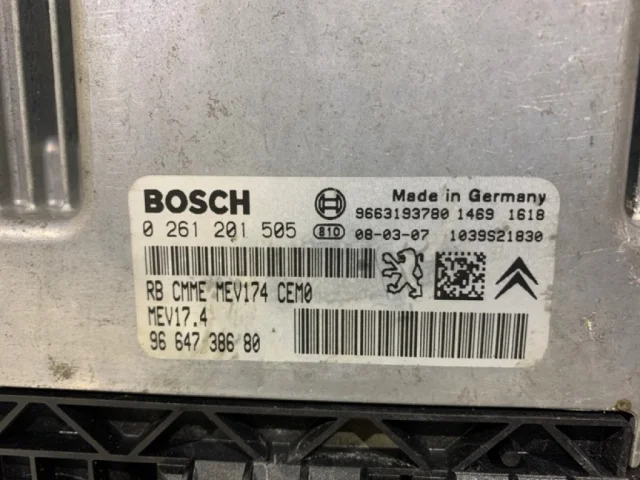 BOSCH
Made in Germany
9663193780 1469 1618
0 261 201 505
810
08-03-07 1039S21830
RB CMME MEV174 CEM0
MEV17.4
96 647 386 80